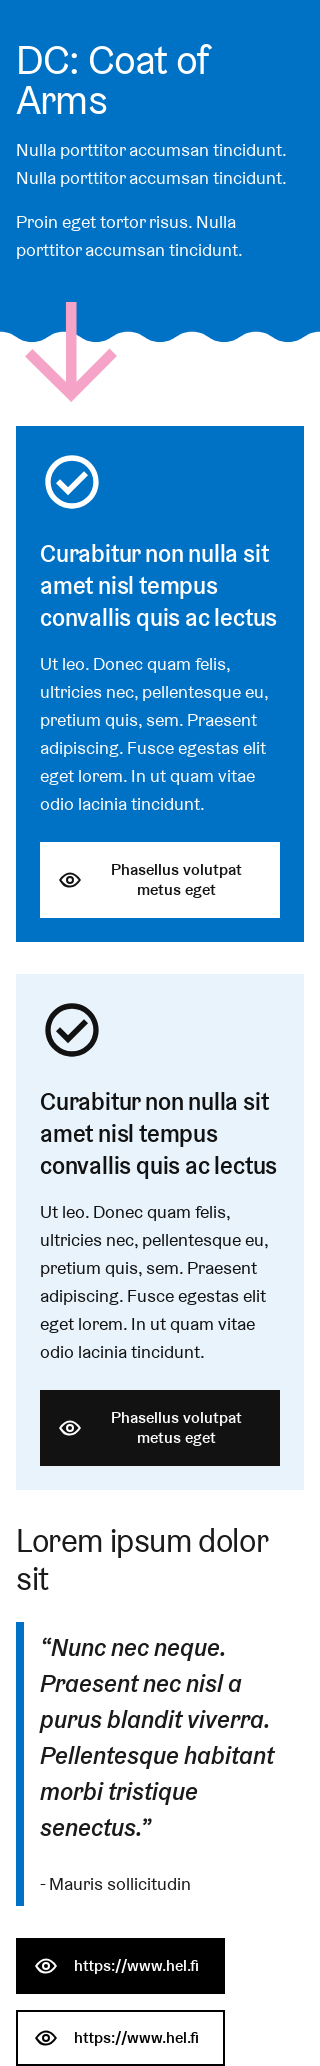 DC: Coat of
Arms
Nulla porttitor accumsan tincidunt.
Nulla porttitor accumsan tincidunt.
Proin eget tortor risus. Nulla
porttitor accumsan tincidunt.
Curabitur non nulla sit
amet nisl tempus
convallis quis ac lectus
Ut leo. Donec quam felis,
ultricies nec, pellentesque eu,
pretium quis, sem. Praesent
adipiscing. Fusce egestas elit
eget lorem. In ut quam vitae
odio lacinia tincidunt.
Phasellus volutpat
metus eget
Curabitur non nulla sit
amet nisl tempus
convallis quis ac lectus
Ut leo. Donec quam felis,
ultricies nec, pellentesque eu,
pretium quis, sem. Praesent
adipiscing. Fusce egestas elit
eget lorem. In ut quam vitae
odio lacinia tincidunt.
Phasellus volutpat
metus eget
Lorem ipsum dolor
sit
“Nunc nec neque.
Praesent nec nisl a
purus blandit viverra.
Pellentesque habitant
morbi tristique
senectus.”
- Mauris sollicitudin
https://www.hel.fi
https://www.hel.fi